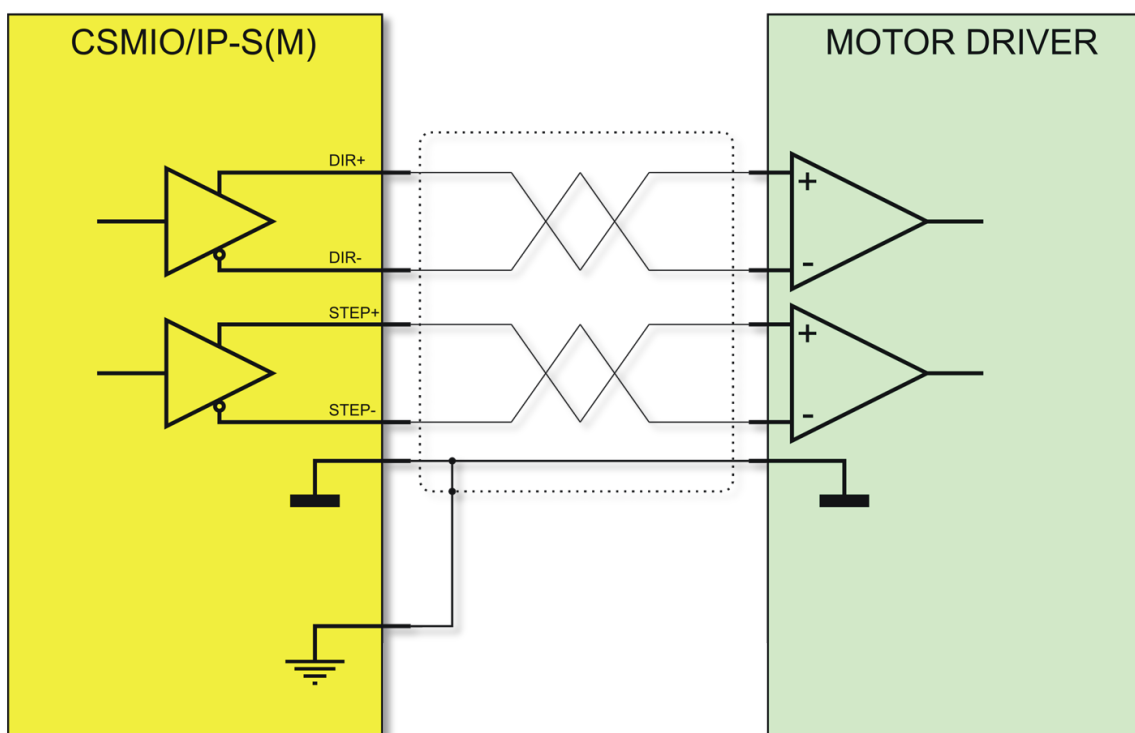 CSMIO/IP-S(M)
MOTOR DRIVER
DIR+
+
DIR-
-
STEP+
+
STEP-
-